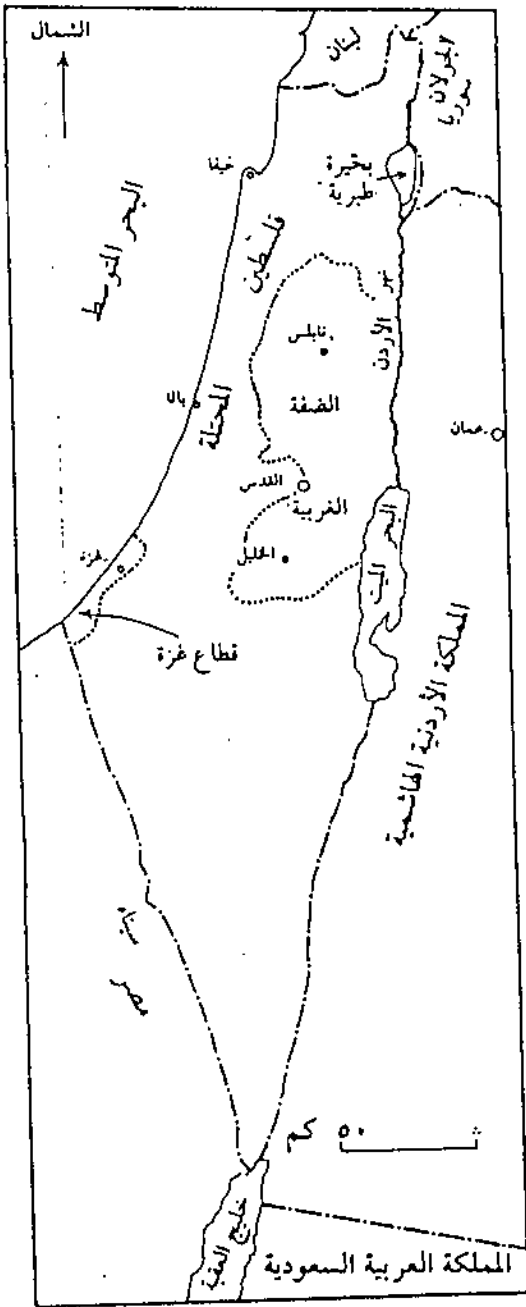 الشمال
لبنان
الجولان
سوريا
حيفا
بحيرة
طبرية
البحر المتوسط
فلسطين
نهر الأردن
نابلس
الضفة
يافا
المحتلة
عمان
القدس
الغربية
الخليل
البحر
الميت
غزة
قطاع غزة
المملكة الأردنية الهاشمية
سيناء
مصر
٥٠ كم
خليج العقبة
المملكة العربية السعودية